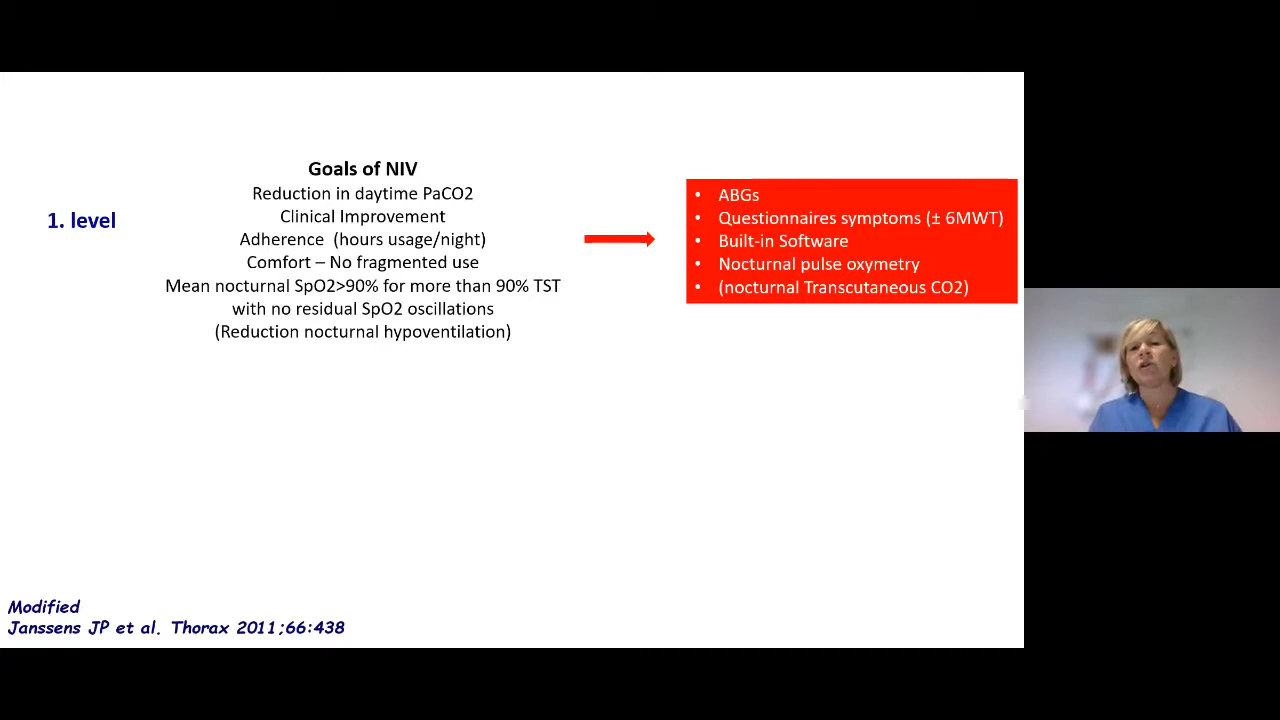 Goals of NIV
1. level
Reduction in daytime PaCO2
Clinical Improvement
Adherence (hours usage/night)
Comfort – No fragmented use
Mean nocturnal SpO2>90% for more than 90% TST
with no residual SpO2 oscillations
(Reduction nocturnal hypoventilation)
• ABGs
• Questionnaires symptoms (± 6MWT)
• Built-in Software
• Nocturnal pulse oxymetry
• (nocturnal Transcutaneous CO2)
Modified
Janssens JP et al. Thorax 2011;66:438